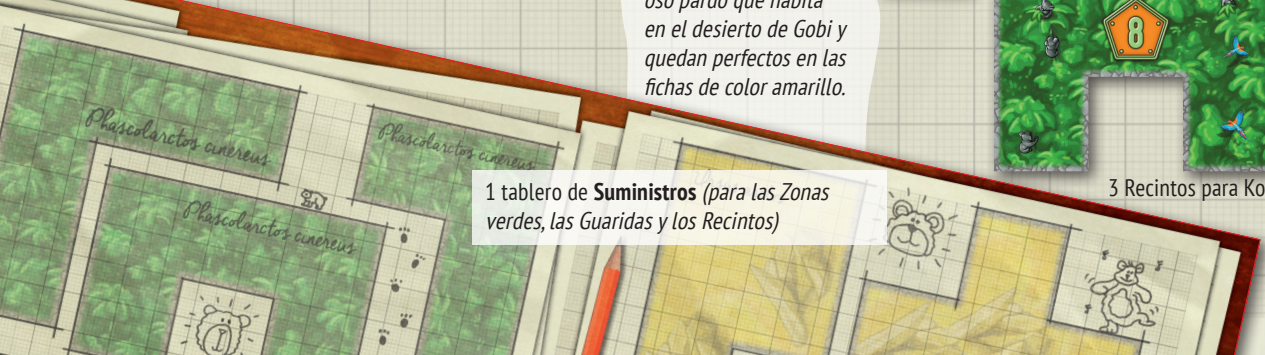 oso pardo que habita
en el desierto de Gobi y
quedan perfectos en las
fichas de color amarillo.
8
Phascolarctos cinereus
Phascolarctos cinereus
Phascolarctos cinereus
1 tablero de Suministros (para las Zonas
verdes, las Guaridas y los Recintos)
3 Recintos para Ko